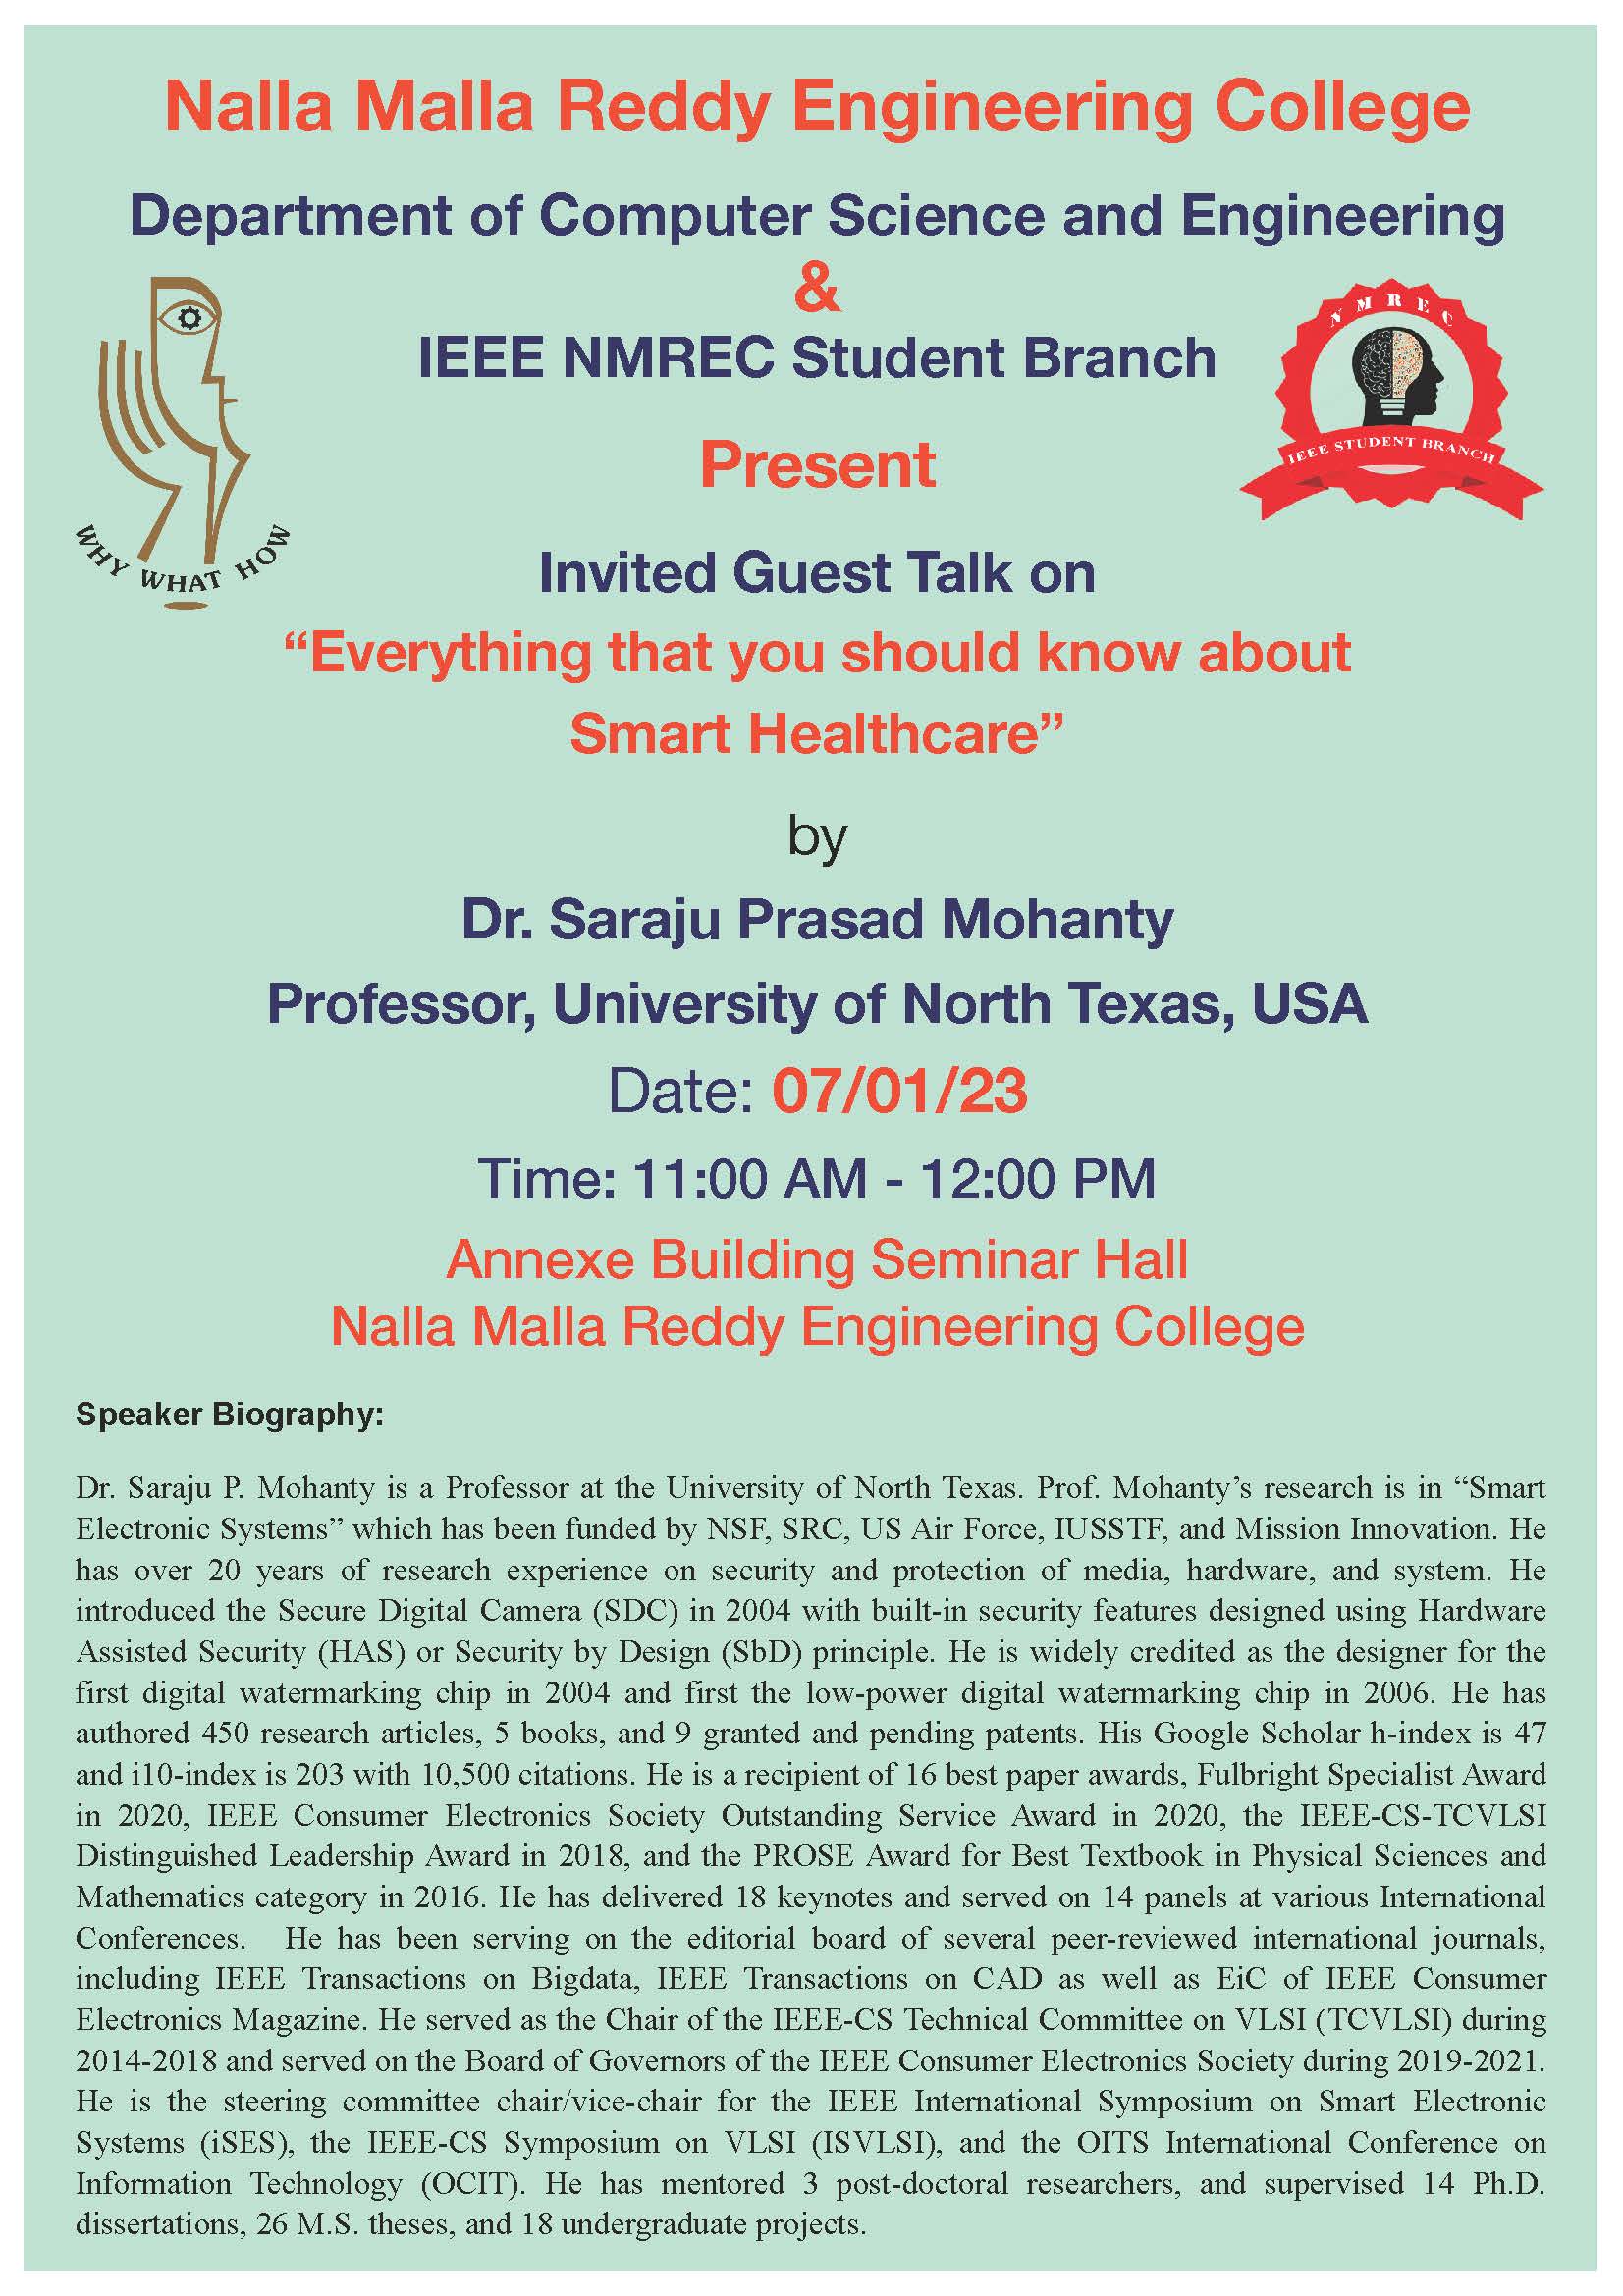 Nalla Malla Reddy Engineering College
Department of Computer Science and Engineering
&
IEEE NMREC Student Branch
WHY WHAT HOW
NMREC
IEEE STUDENT BRANCH
Present
Invited Guest Talk on
“Everything that you should know about
Smart Healthcare”
by
Dr. Saraju Prasad Mohanty
Professor, University of North Texas, USA
Date: 07/01/23
Time: 11:00 AM - 12:00 PM
Annexe Building Seminar Hall
Nalla Malla Reddy Engineering College
Speaker Biography:
Dr. Saraju P. Mohanty is a Professor at the University of North Texas. Prof. Mohanty’s research is in “Smart
Electronic Systems” which has been funded by NSF, SRC, US Air Force, IUSSTF, and Mission Innovation. He
has over 20 years of research experience on security and protection of media, hardware, and system. He
introduced the Secure Digital Camera (SDC) in 2004 with built-in security features designed using Hardware
Assisted Security (HAS) or Security by Design (SbD) principle. He is widely credited as the designer for the
first digital watermarking chip in 2004 and first the low-power digital watermarking chip in 2006. He has
authored 450 research articles, 5 books, and 9 granted and pending patents. His Google Scholar h-index is 47
and i10-index is 203 with 10,500 citations. He is a recipient of 16 best paper awards, Fulbright Specialist Award
in 2020, IEEE Consumer Electronics Society Outstanding Service Award in 2020, the IEEE-CS-TCVLSI
Distinguished Leadership Award in 2018, and the PROSE Award for Best Textbook in Physical Sciences and
Mathematics category in 2016. He has delivered 18 keynotes and served on 14 panels at various International
Conferences. He has been serving on the editorial board of several peer-reviewed international journals,
including IEEE Transactions on Bigdata, IEEE Transactions on CAD as well as EiC of IEEE Consumer
Electronics Magazine. He served as the Chair of the IEEE-CS Technical Committee on VLSI (TCVLSI) during
2014-2018 and served on the Board of Governors of the IEEE Consumer Electronics Society during 2019-2021.
He is the steering committee chair/vice-chair for the IEEE International Symposium on Smart Electronic
Systems (iSES), the IEEE-CS Symposium on VLSI (ISVLSI), and the OITS International Conference on
Information Technology (OCIT). He has mentored 3 post-doctoral researchers, and supervised 14 Ph.D.
dissertations, 26 M.S. theses, and 18 undergraduate projects.